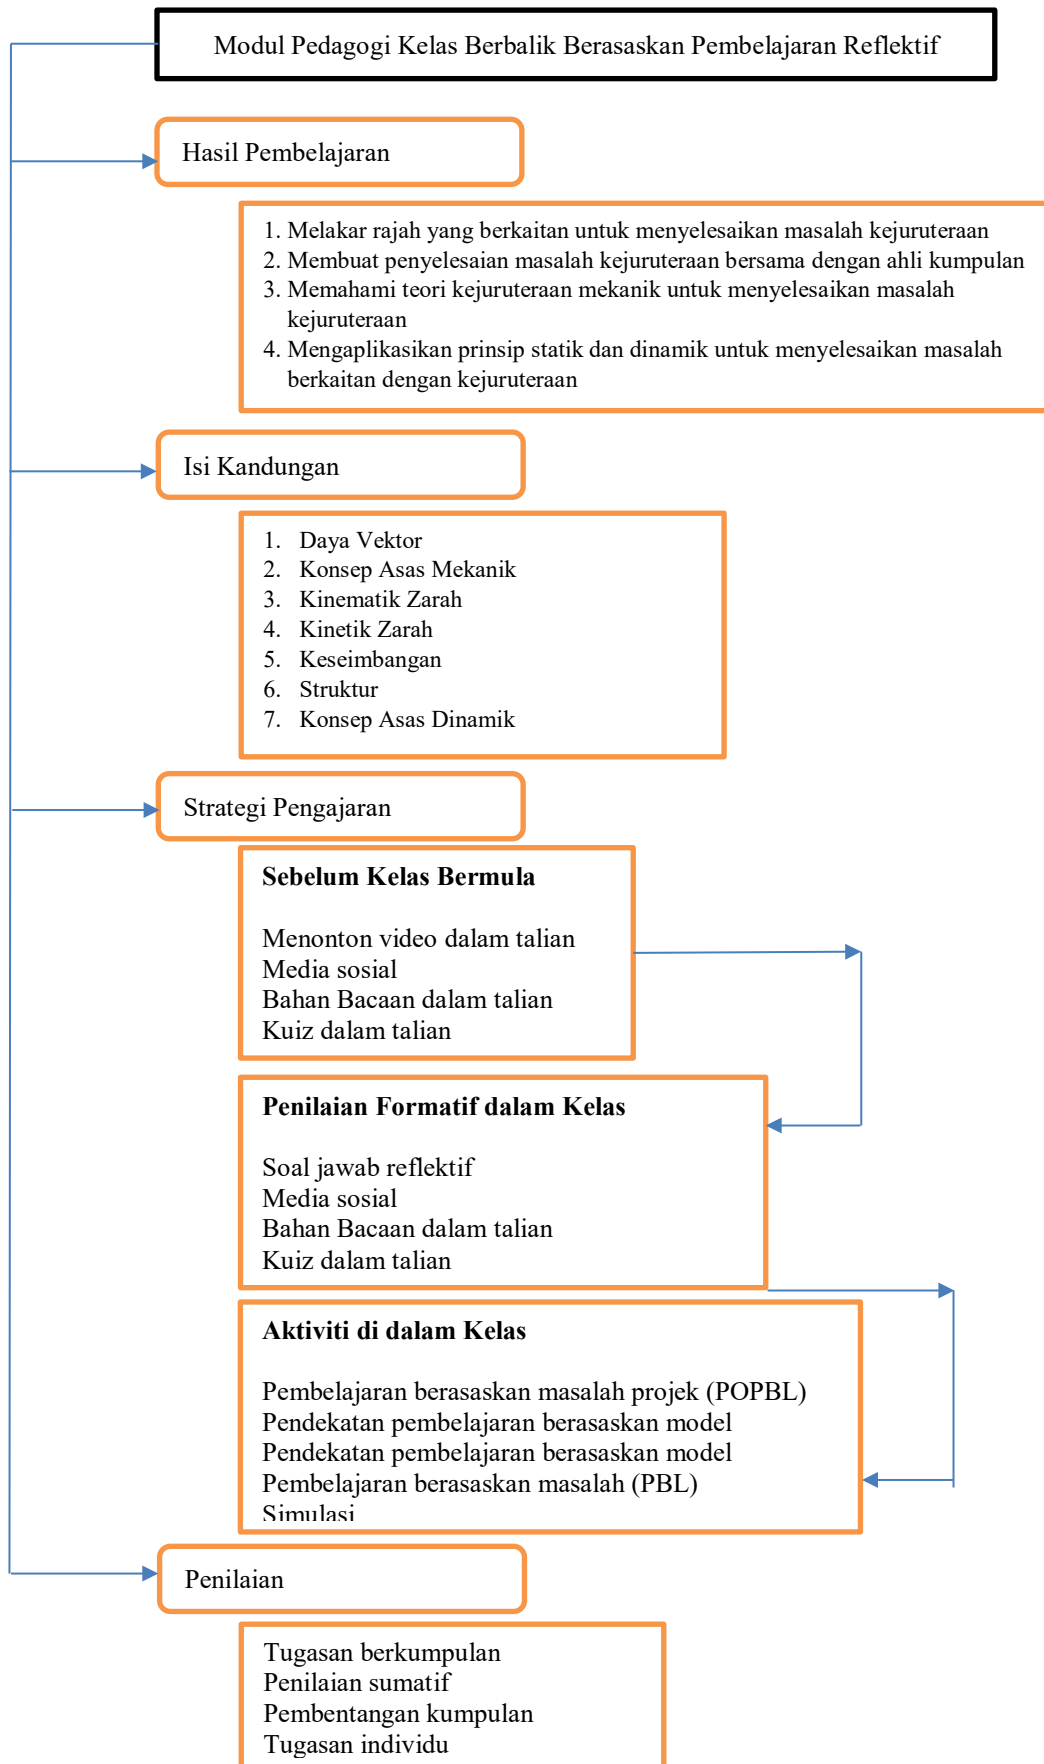 Modul Pedagogi Kelas Berbalik Berasaskan Pembelajaran Reflektif
Hasil Pembelajaran
1. Melakar rajah yang berkaitan untuk menyelesaikan masalah kejuruteraan
2. Membuat penyelesaian masalah kejuruteraan bersama dengan ahli kumpulan
3. Memahami teori kejuruteraan mekanik untuk menyelesaikan masalah
kejuruteraan
4. Mengaplikasikan prinsip statik dan dinamik untuk menyelesaikan masalah
berkaitan dengan kejuruteraan
Isi Kandungan
1. Daya Vektor
2. Konsep Asas Mekanik
3. Kinematik Zarah
4. Kinetik Zarah
5. Keseimbangan
6. Struktur
7. Konsep Asas Dinamik
Strategi Pengajaran
Sebelum Kelas Bermula
Menonton video dalam talian
Media sosial
Bahan Bacaan dalam talian
Kuiz dalam talian
Penilaian Formatif dalam Kelas
Soal jawab reflektif
Media sosial
Bahan Bacaan dalam talian
Kuiz dalam talian
Aktiviti di dalam Kelas
Pembelajaran berasaskan masalah projek (POPBL)
Pendekatan pembelajaran berasaskan model
Pendekatan pembelajaran berasaskan model
Pembelajaran berasaskan masalah (PBL)
Simulasi
Penilaian
Tugasan berkumpulan
Penilaian sumatif
Pembentangan kumpulan
Tugasan individu